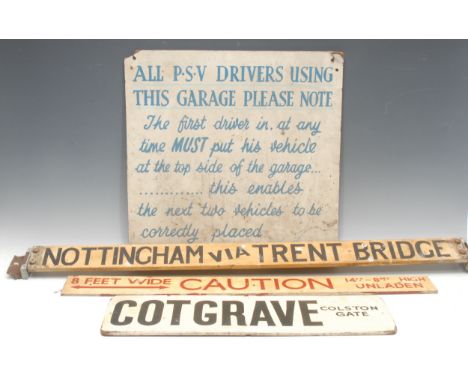 ALL P·S·V DRIVERS USING
THIS GARAGE PLEASE NOTE
The first driver in, at any
time MUST put his vehicle
at the top side of the garage...
............. this enables
the next two vehicles to be
correctly placed
NOTTINGHAM VIA TRENT BRIDGE
8 FEET WIDE CAUTION HIGH
UNLADEN
COTGRAVE COLSTON
GATE